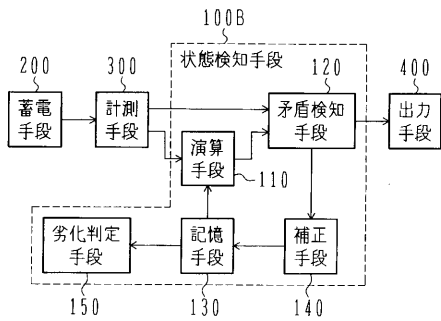 100B
200
300
状態検知手段
120
400
蓄電
手段
計測
手段
矛盾検知
手段
出力
手段
演算
手段
110
劣化判定
手段
記憶
手段
補正
手段
150
130
140